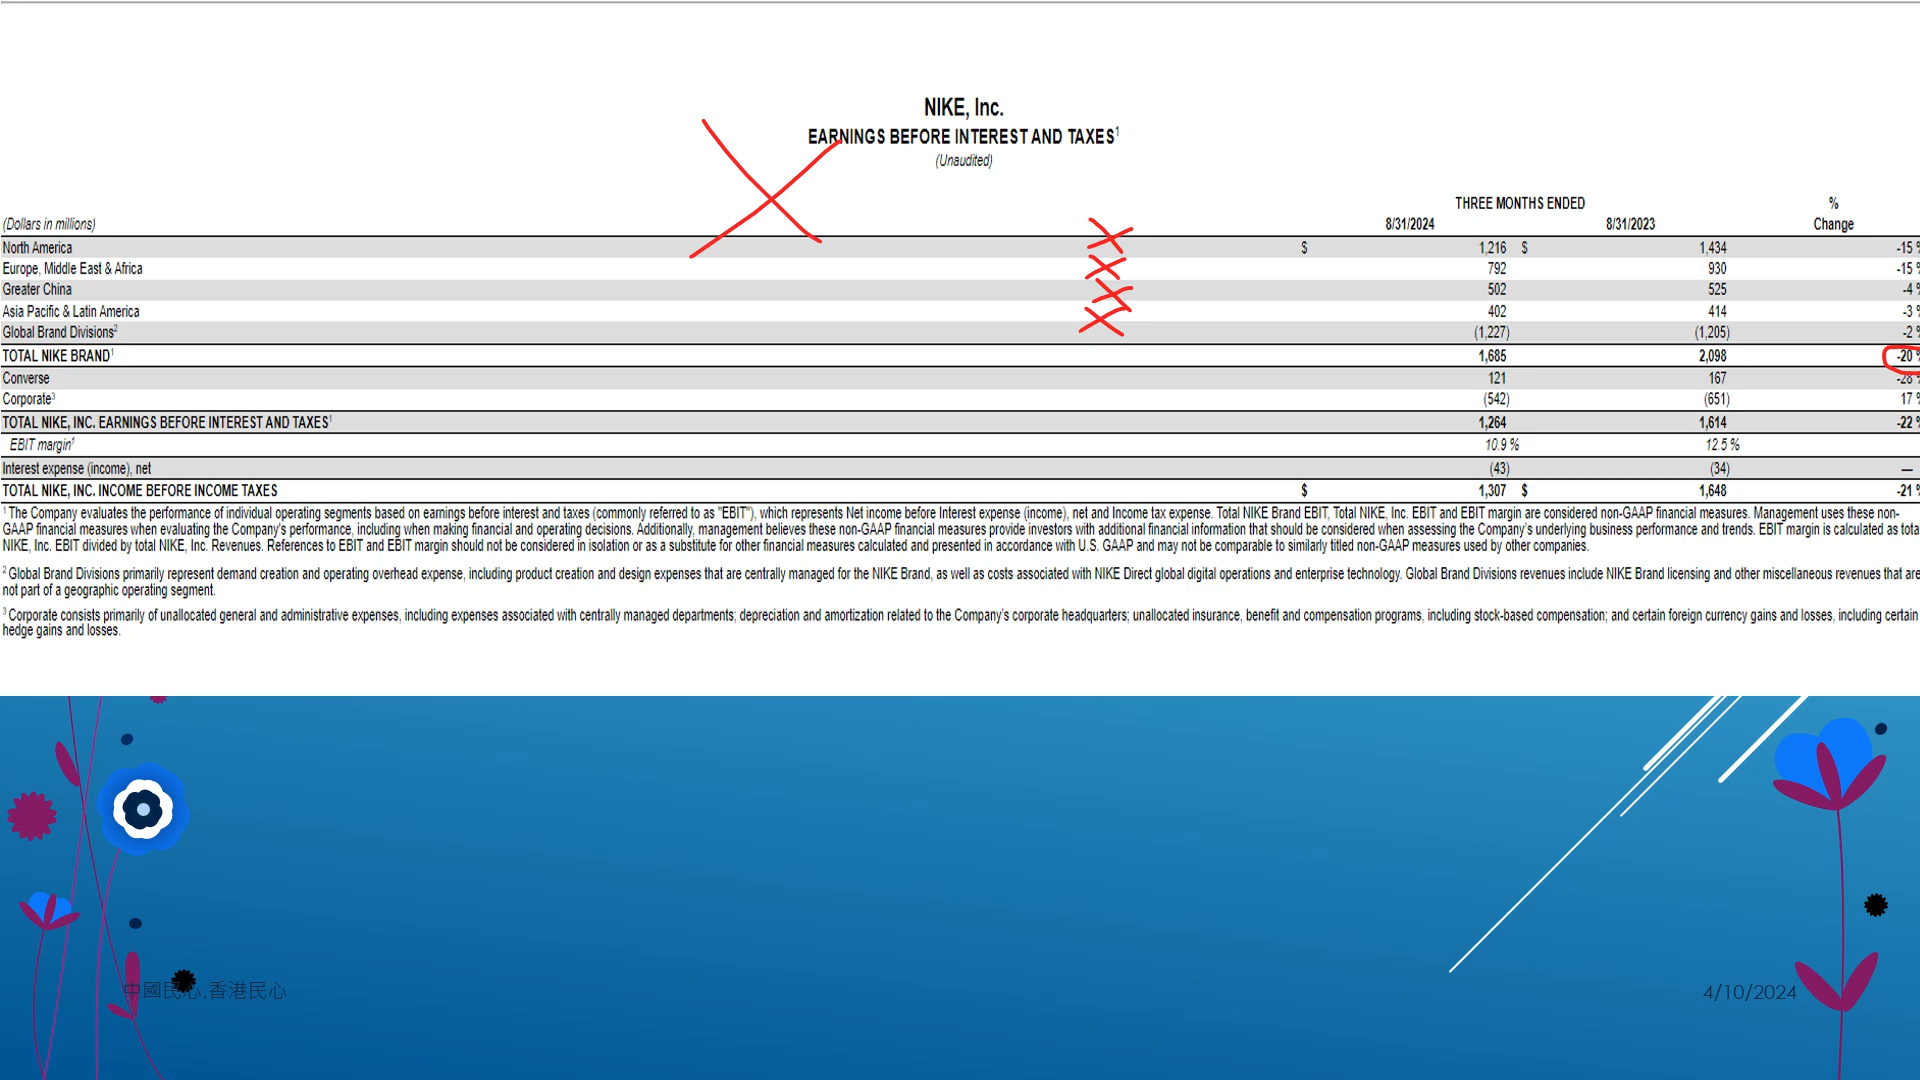 NIKE, Inc.
EARNINGS BEFORE INTEREST AND TAXES¹
(Unaudited)
THREE MONTHS ENDED %
(Dollars in millions) 8/31/2024 8/31/2023 Change
North America $ 1,216 $ 1,434 -15 %
Europe, Middle East & Africa 792 930 -15 %
Greater China 502 525 -4 %
Asia Pacific & Latin America 402 414 -3 %
Global Brand Divisions² (1,227) (1,205) -2 %
TOTAL NIKE BRAND¹ 1,685 2,098 -20 %
Converse 121 167 -28 %
Corporate³ (542) (651) 17 %
TOTAL NIKE, INC. EARNINGS BEFORE INTEREST AND TAXES¹ 1,264 1,614 -22 %
EBIT margin¹ 10.9 % 12.5 %
Interest expense (income), net (43) (34) —
TOTAL NIKE, INC. INCOME BEFORE INCOME TAXES $ 1,307 $ 1,648 -21 %
¹ The Company evaluates the performance of individual operating segments based on earnings before interest and taxes (commonly referred to as "EBIT"), which represents Net income before Interest expense (income), net and Income tax expense. Total NIKE Brand EBIT, Total NIKE, Inc. EBIT and EBIT margin are considered non-GAAP financial measures. Management uses these non-
GAAP financial measures when evaluating the Company's performance, including when making financial and operating decisions. Additionally, management believes these non-GAAP financial measures provide investors with additional financial information that should be considered when assessing the Company's underlying business performance and trends. EBIT margin is calculated as total
NIKE, Inc. EBIT divided by total NIKE, Inc. Revenues. References to EBIT and EBIT margin should not be considered in isolation or as a substitute for other financial measures calculated and presented in accordance with U.S. GAAP and may not be comparable to similarly titled non-GAAP measures used by other companies.
² Global Brand Divisions primarily represent demand creation and operating overhead expense, including product creation and design expenses that are centrally managed for the NIKE Brand, as well as costs associated with NIKE Direct global digital operations and enterprise technology. Global Brand Divisions revenues include NIKE Brand licensing and other miscellaneous revenues that are
not part of a geographic operating segment.
³ Corporate consists primarily of unallocated general and administrative expenses, including expenses associated with centrally managed departments; depreciation and amortization related to the Company's corporate headquarters; unallocated insurance, benefit and compensation programs, including stock-based compensation; and certain foreign currency gains and losses, including certain
hedge gains and losses.
中國民心.香港民心 4/10/2024